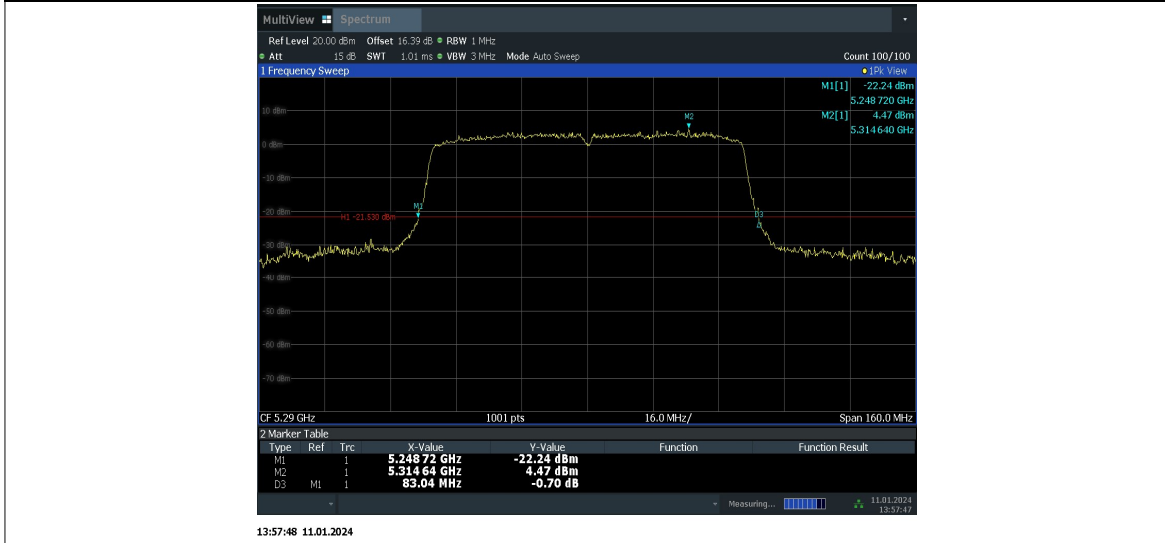 MultiView Spectrum
Ref Level 20.00 dBm Offset 16.39 dB RBW 1 MHz
Att 15 dB SWT 1.01 ms VBW 3 MHz Mode Auto Sweep Count 100/100
1 Frequency Sweep 1Pk View
M1[1] -22.24 dBm
5.248 720 GHz
10 dBm M2 M2[1] 4.47 dBm
5.314 640 GHz
0 dBm
-10 dBm
M1
-20 dBm H1 -21.530 dBm D3
-30 dBm
-40 dBm
-50 dBm
-60 dBm
-70 dBm
CF 5.29 GHz 1001 pts 16.0 MHz/ Span 160.0 MHz
2 Marker Table
Type Ref Trc X-Value Y-Value Function Function Result
M1 1 5.248 72 GHz -22.24 dBm
M2 1 5.314 64 GHz 4.47 dBm
D3 M1 1 83.04 MHz -0.70 dB
Measuring... 11.01.2024
13:57:47
13:57:48 11.01.2024